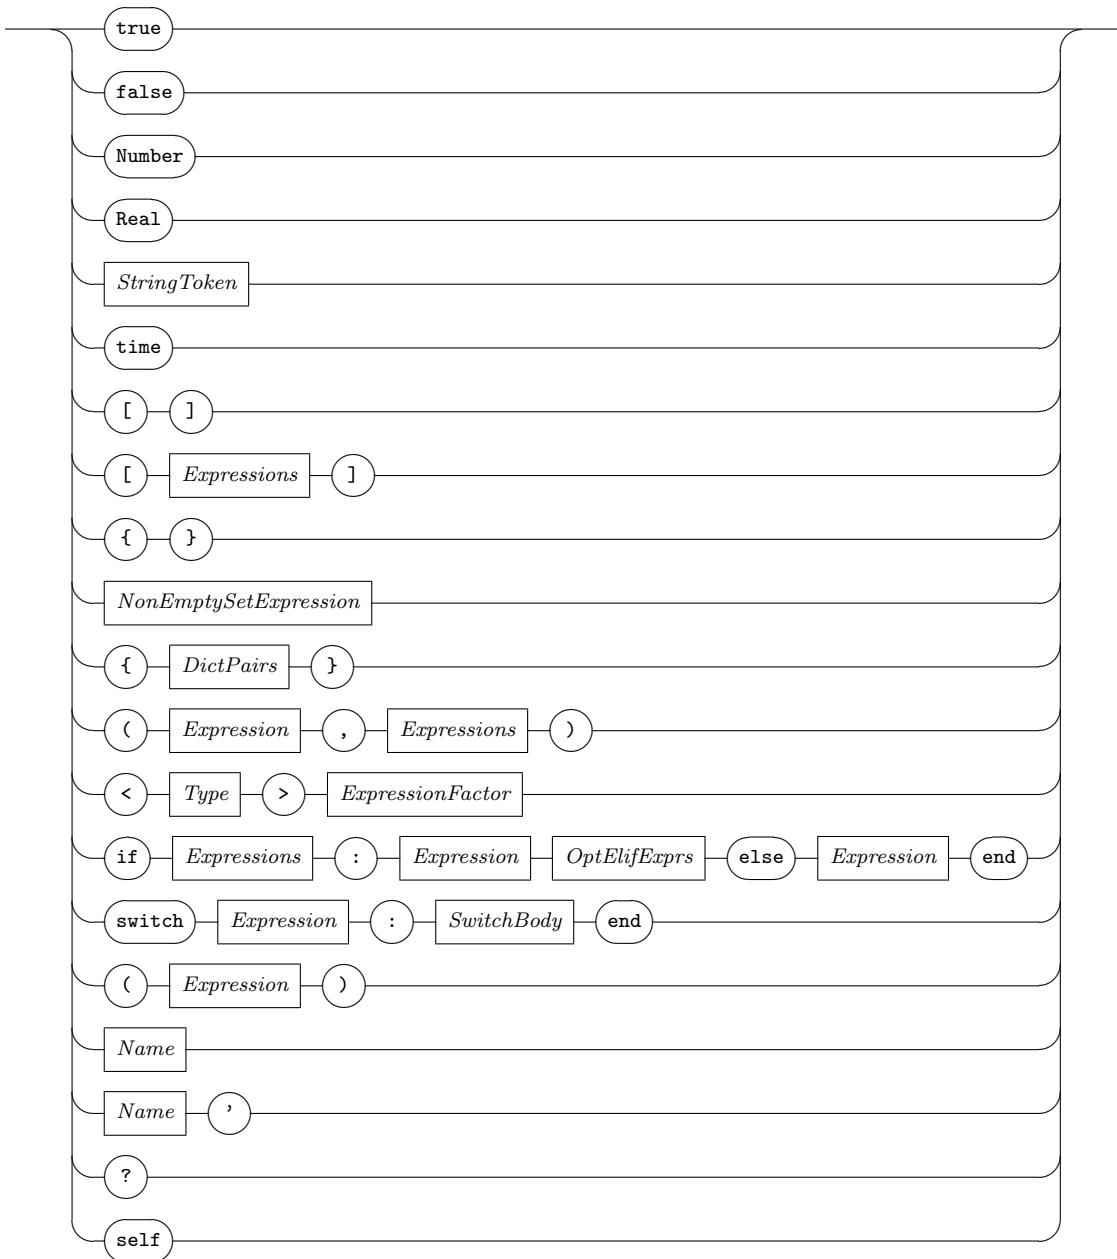 true
false
Number
Real
StringToken
time
[ ]
[ Expressions ]
{ }
NonEmptySetExpression
{ DictPairs }
( Expression , Expressions )
< Type > ExpressionFactor
if Expressions : Expression OptElifExprs else Expression end
switch Expression : SwitchBody end
( Expression )
Name
Name ’
?
self